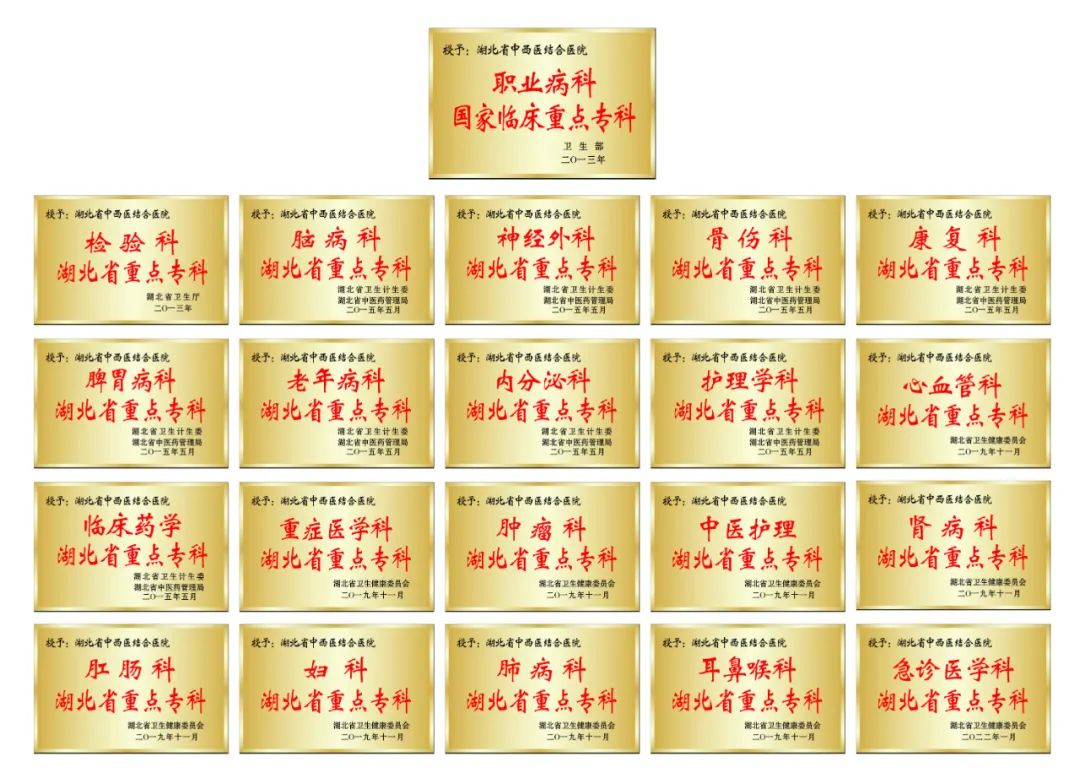 授予：湖北省中西医结合医院
职业病科
国家临床重点专科
卫生部
二〇一三年
授予：湖北省中西医结合医院
检验科
湖北省重点专科
湖北省卫生厅
二〇一三年
授予：湖北省中西医结合医院
脑病科
湖北省重点专科
湖北省卫生计生委
湖北省中医药管理局
二〇一五年五月
授予：湖北省中西医结合医院
神经外科
湖北省重点专科
湖北省卫生计生委
湖北省中医药管理局
二〇一五年五月
授予：湖北省中西医结合医院
骨伤科
湖北省重点专科
湖北省卫生计生委
湖北省中医药管理局
二〇一五年五月
授予：湖北省中西医结合医院
康复科
湖北省重点专科
湖北省卫生计生委
湖北省中医药管理局
二〇一五年五月
授予：湖北省中西医结合医院
脾胃病科
湖北省重点专科
湖北省卫生计生委
湖北省中医药管理局
二〇一五年五月
授予：湖北省中西医结合医院
老年病科
湖北省重点专科
湖北省卫生计生委
湖北省中医药管理局
二〇一五年五月
授予：湖北省中西医结合医院
内分泌科
湖北省重点专科
湖北省卫生计生委
湖北省中医药管理局
二〇一五年五月
授予：湖北省中西医结合医院
护理学科
湖北省重点专科
湖北省卫生计生委
湖北省中医药管理局
二〇一五年五月
授予：湖北省中西医结合医院
心血管科
湖北省重点专科
湖北省卫生健康委员会
二〇一九年十一月
授予：湖北省中西医结合医院
临床药学
湖北省重点专科
湖北省卫生计生委
湖北省中医药管理局
二〇一五年五月
授予：湖北省中西医结合医院
重症医学科
湖北省重点专科
湖北省卫生健康委员会
二〇一九年十一月
授予：湖北省中西医结合医院
肿瘤科
湖北省重点专科
湖北省卫生健康委员会
二〇一九年十一月
授予：湖北省中西医结合医院
中医护理
湖北省重点专科
湖北省卫生健康委员会
二〇一九年十一月
授予：湖北省中西医结合医院
肾病科
湖北省重点专科
湖北省卫生健康委员会
二〇一九年十一月
授予：湖北省中西医结合医院
肛肠科
湖北省重点专科
湖北省卫生健康委员会
二〇一九年十一月
授予：湖北省中西医结合医院
妇科
湖北省重点专科
湖北省卫生健康委员会
二〇一九年十一月
授予：湖北省中西医结合医院
肺病科
湖北省重点专科
湖北省卫生健康委员会
二〇一九年十一月
授予：湖北省中西医结合医院
耳鼻喉科
湖北省重点专科
湖北省卫生健康委员会
二〇一九年十一月
授予：湖北省中西医结合医院
急诊医学科
湖北省重点专科
湖北省卫生健康委员会
二〇二二年一月